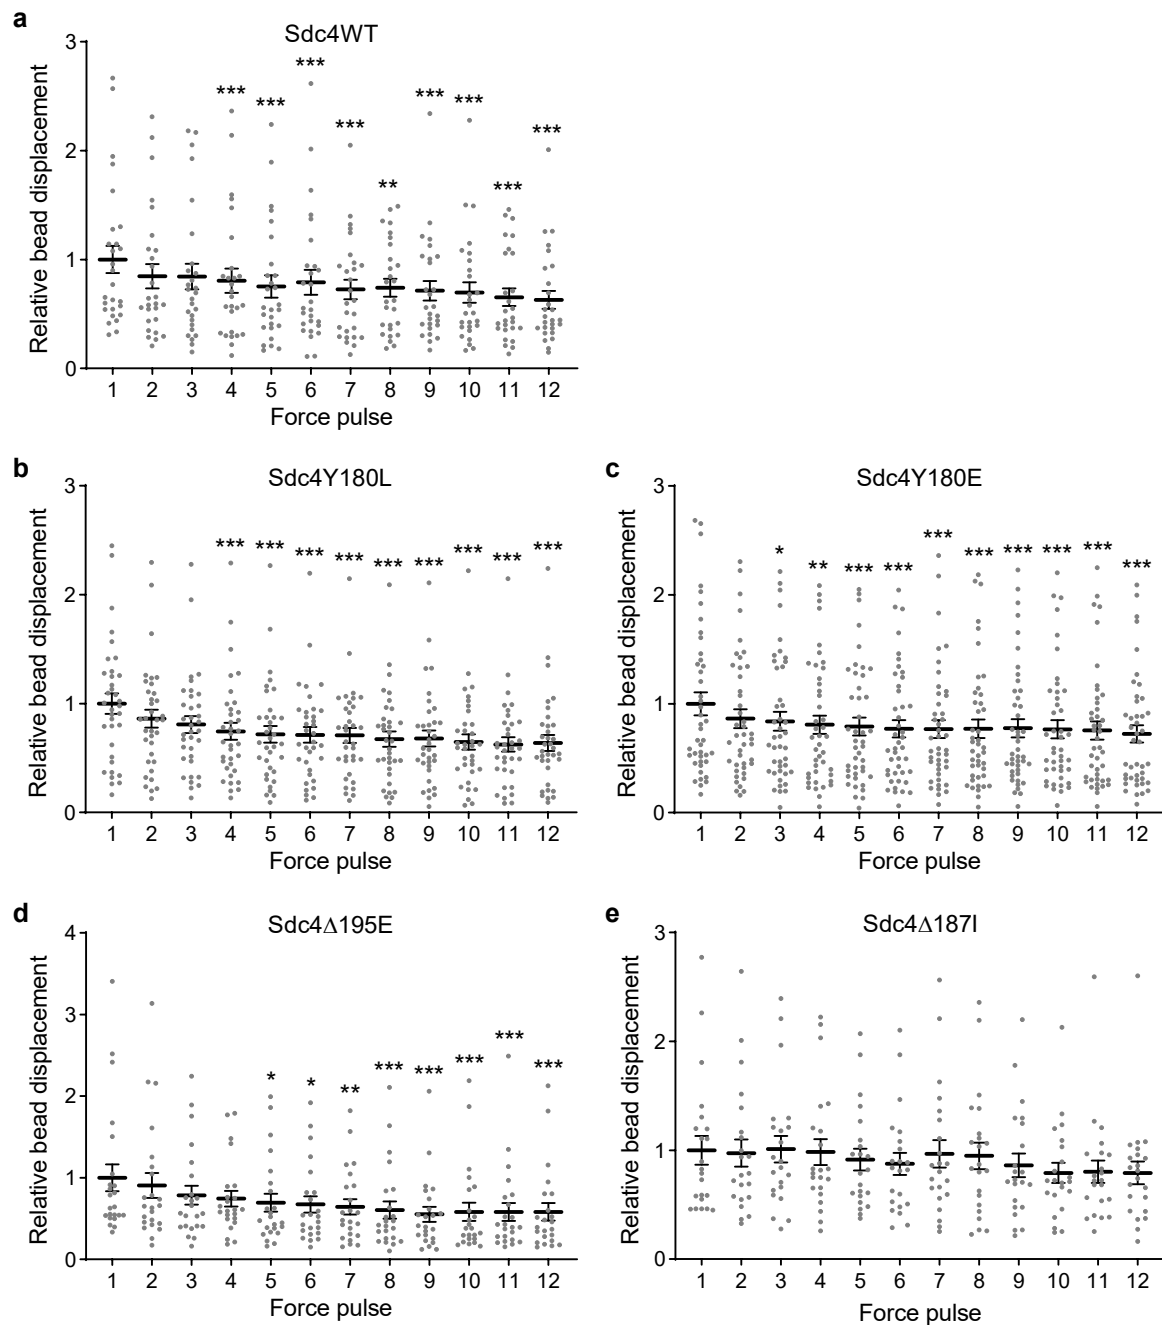 a
Sdc4WT
Relative bead displacement
3
2
1
0
*** *** *** *** ** *** *** *** ***
1 2 3 4 5 6 7 8 9 10 11 12
Force pulse
b
Sdc4Y180L
Relative bead displacement
3
2
1
0
*** *** *** *** *** *** *** *** ***
1 2 3 4 5 6 7 8 9 10 11 12
Force pulse
c
Sdc4Y180E
Relative bead displacement
3
2
1
0
* ** *** *** *** *** *** *** *** ***
1 2 3 4 5 6 7 8 9 10 11 12
Force pulse
d
Sdc4Δ195E
Relative bead displacement
4
3
2
1
0
* * ** *** *** *** *** ***
1 2 3 4 5 6 7 8 9 10 11 12
Force pulse
e
Sdc4Δ187I
Relative bead displacement
3
2
1
0
1 2 3 4 5 6 7 8 9 10 11 12
Force pulse